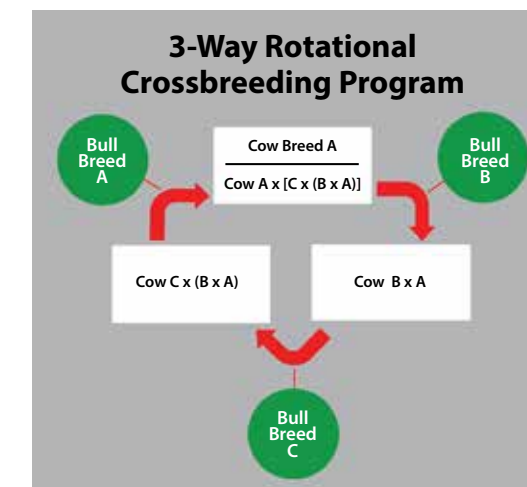 3-Way Rotational
Crossbreeding Program
Bull
Breed
A
Cow Breed A
Cow A x [C x (B x A)]
Bull
Breed
B
Cow C x (B x A)
Cow B x A
Bull
Breed
C